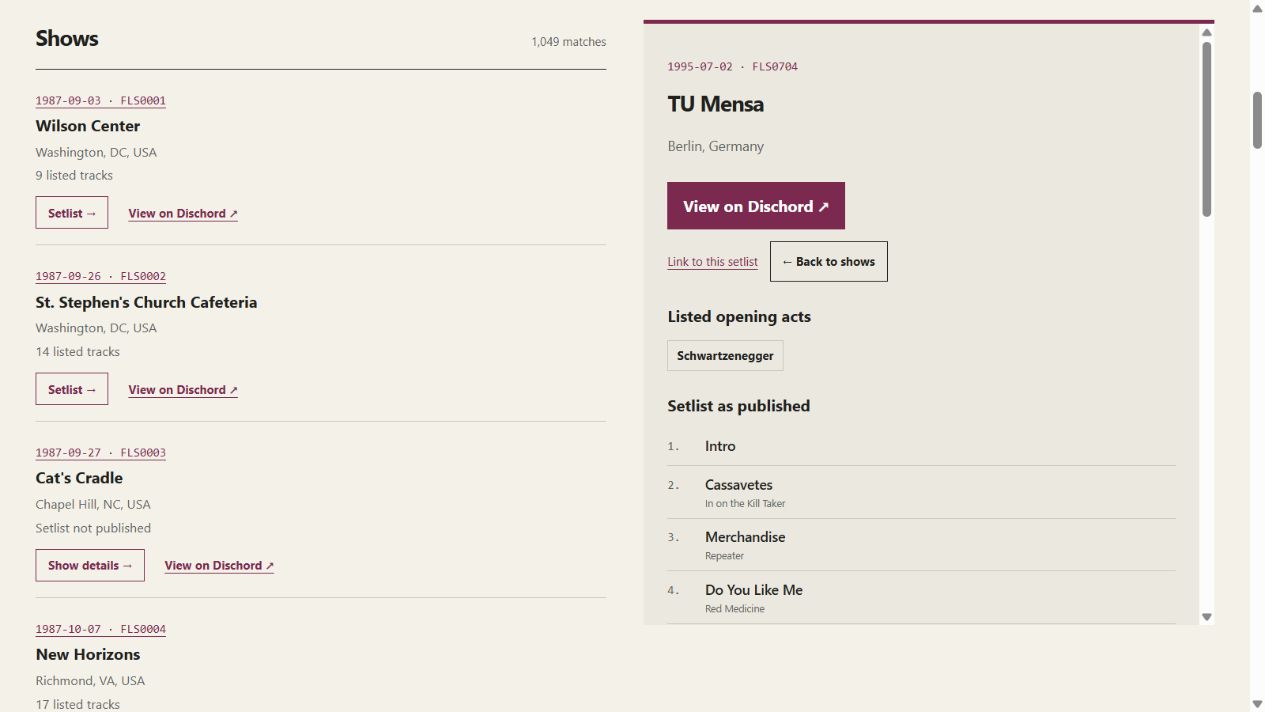 Shows
1,049 matches
1987-09-03 · FLS0001
Wilson Center
Washington, DC, USA
9 listed tracks
Setlist →
View on Dischord ↗
1987-09-26 · FLS0002
St. Stephen's Church Cafeteria
Washington, DC, USA
14 listed tracks
Setlist →
View on Dischord ↗
1987-09-27 · FLS0003
Cat's Cradle
Chapel Hill, NC, USA
Setlist not published
Show details →
View on Dischord ↗
1987-10-07 · FLS0004
New Horizons
Richmond, VA, USA
17 listed tracks
1995-07-02 · FLS0704
TU Mensa
Berlin, Germany
View on Dischord ↗
Link to this setlist
← Back to shows
Listed opening acts
Schwartzenegger
Setlist as published
1. Intro
2. Cassavetes
In on the Kill Taker
3. Merchandise
Repeater
4. Do You Like Me
Red Medicine